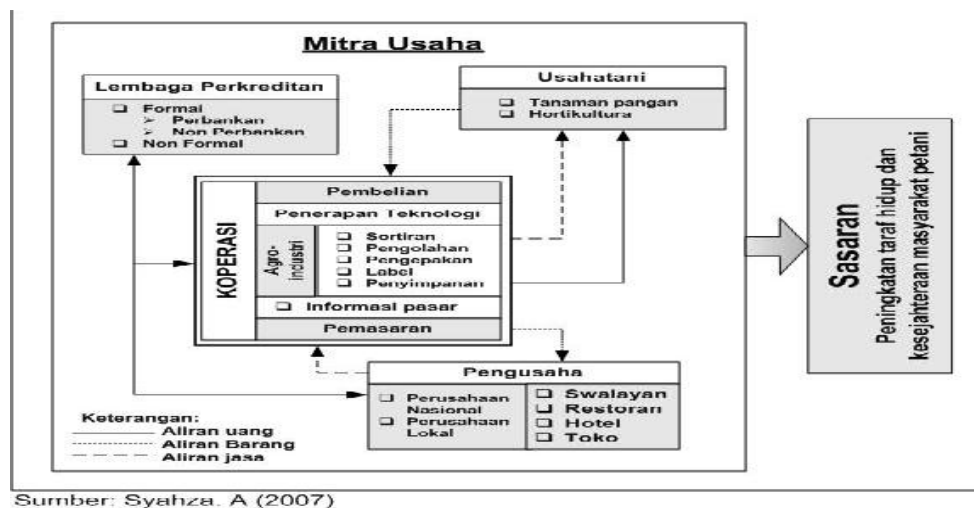 Mitra Usaha
Lembaga Perkreditan
❑ Formal
➢ Perbankan
➢ Non Perbankan
❑ Non Formal
Usahatani
❑ Tanaman pangan
❑ Hortikultura
KOPERASI
Pembelian
Penerapan Teknologi
Agro-
industri
❑ Sortiran
❑ Pengolahan
❑ Pengepakan
❑ Label
❑ Penyimpanan
❑ Informasi pasar
Pemasaran
Pengusaha
❑ Perusahaan
Nasional
❑ Perusahaan
Lokal
❑ Swalayan
❑ Restoran
❑ Hotel
❑ Toko
Keterangan:
Aliran uang
Aliran Barang
Aliran jasa
Sasaran
Peningkatan taraf hidup dan
kesejahteraan masyarakat petani
Sumber: Syahza. A (2007)